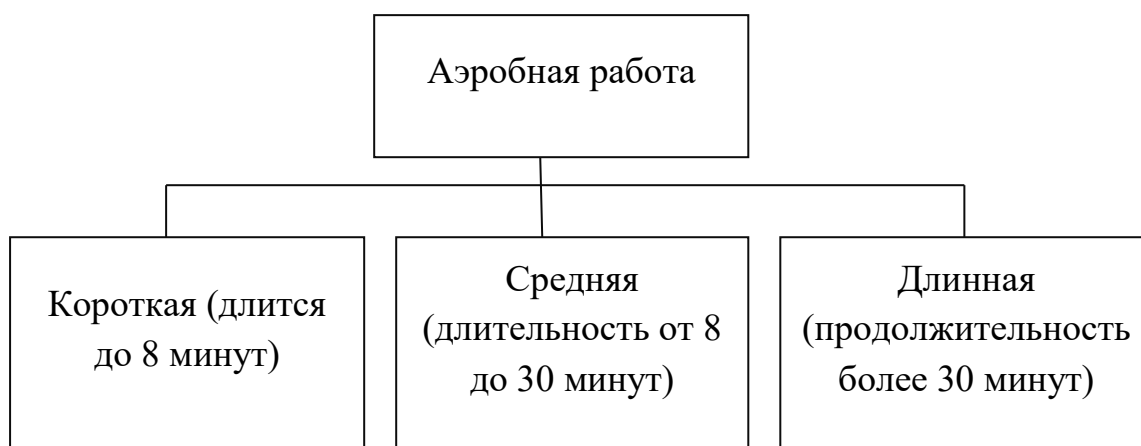 Аэробная работа
Короткая (длится
до 8 минут)
Средняя
(длительность от 8
до 30 минут)
Длинная
(продолжительность
более 30 минут)